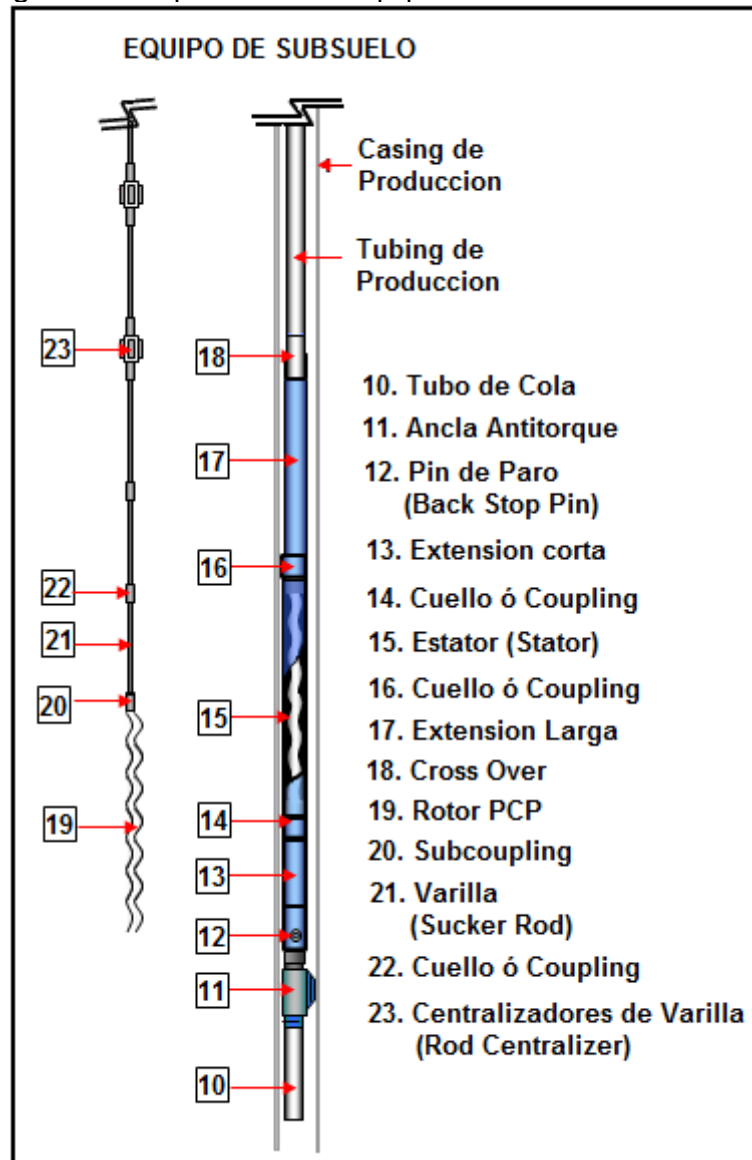 EQUIPO DE SUBSUELO
Casing de
Produccion
Tubing de
Produccion
23
18
10. Tubo de Cola
11. Ancla Antitorque
17
12. Pin de Paro
(Back Stop Pin)
13. Extension corta
16
22
14. Cuello ó Coupling
21
15. Estator (Stator)
20
16. Cuello ó Coupling
15
17. Extension Larga
18. Cross Over
19
14
19. Rotor PCP
20. Subcoupling
13
21. Varilla
(Sucker Rod)
12
22. Cuello ó Coupling
11
23. Centralizadores de Varilla
(Rod Centralizer)
10